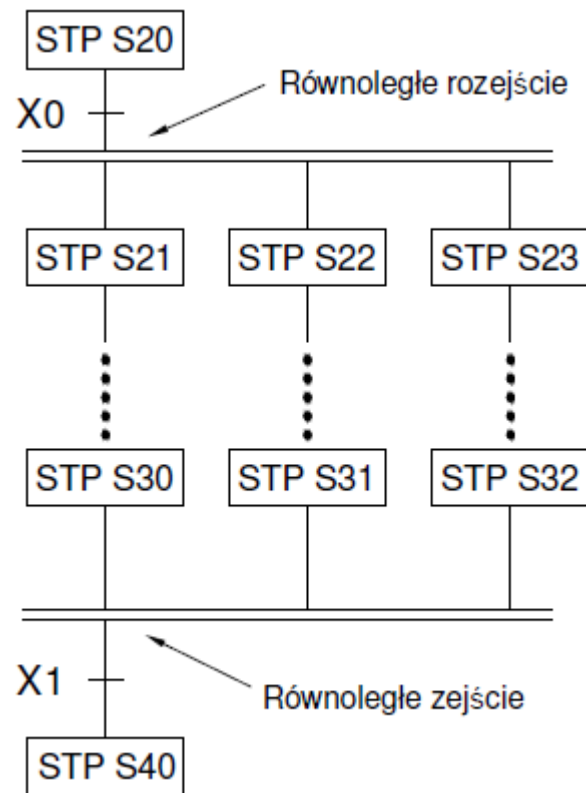 STP S20
Równoległe rozejście
X0
STP S21 STP S22 STP S23
STP S30 STP S31 STP S32
X1
Równoległe zejście
STP S40